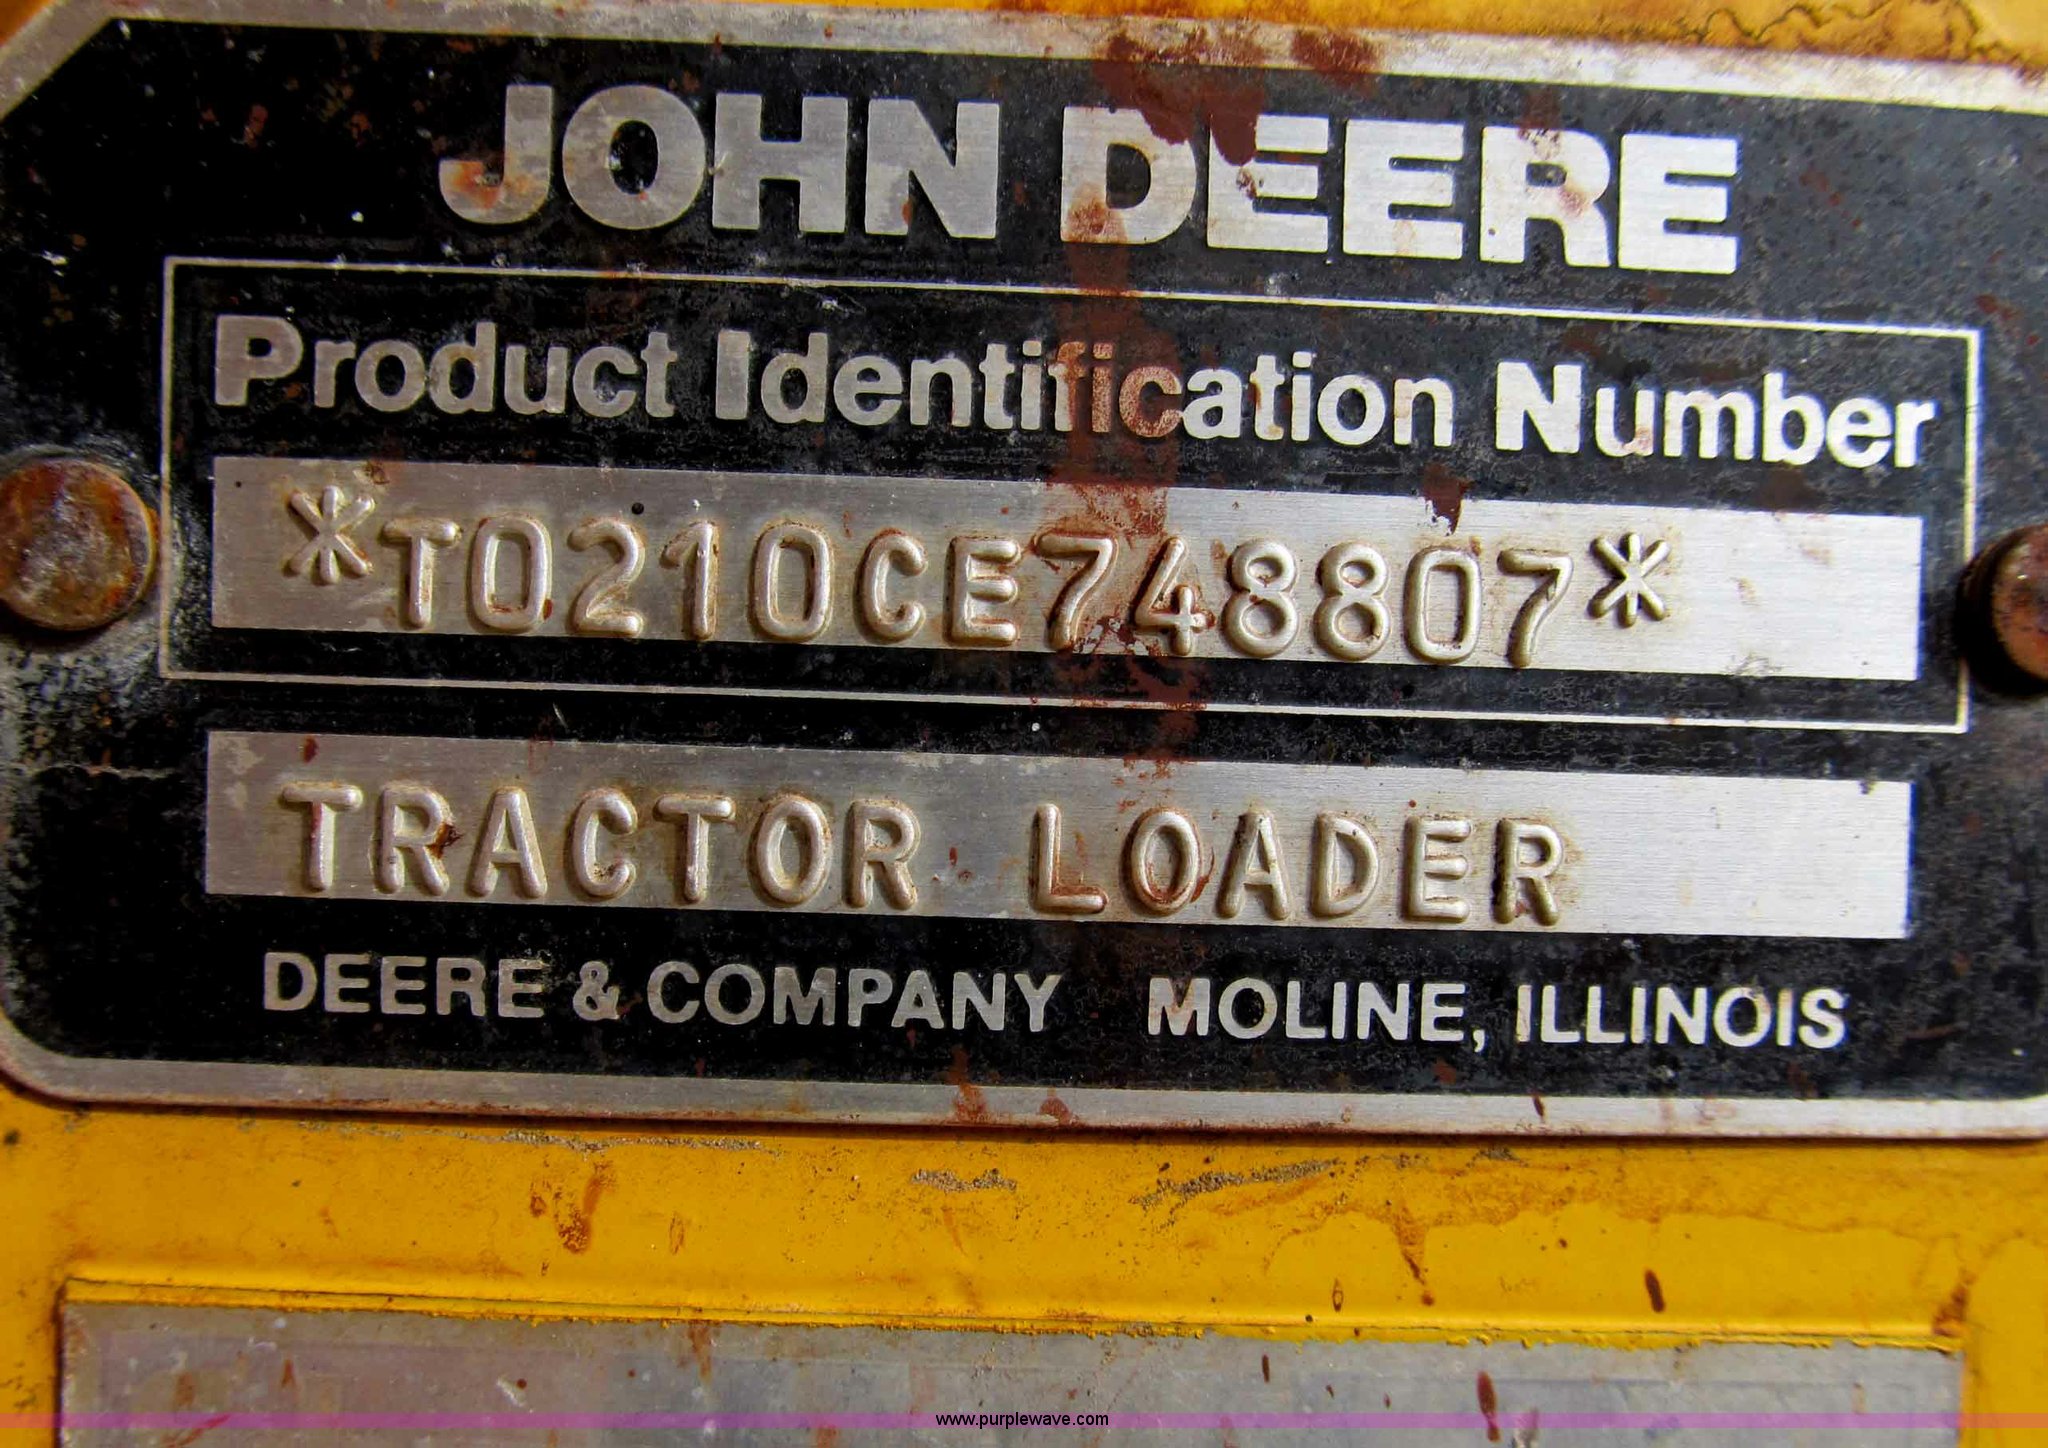 JOHN DEERE
Product Identification Number
*T0210CE748807*
TRACTOR LOADER
DEERE & COMPANY MOLINE, ILLINOIS
www.purplewave.com